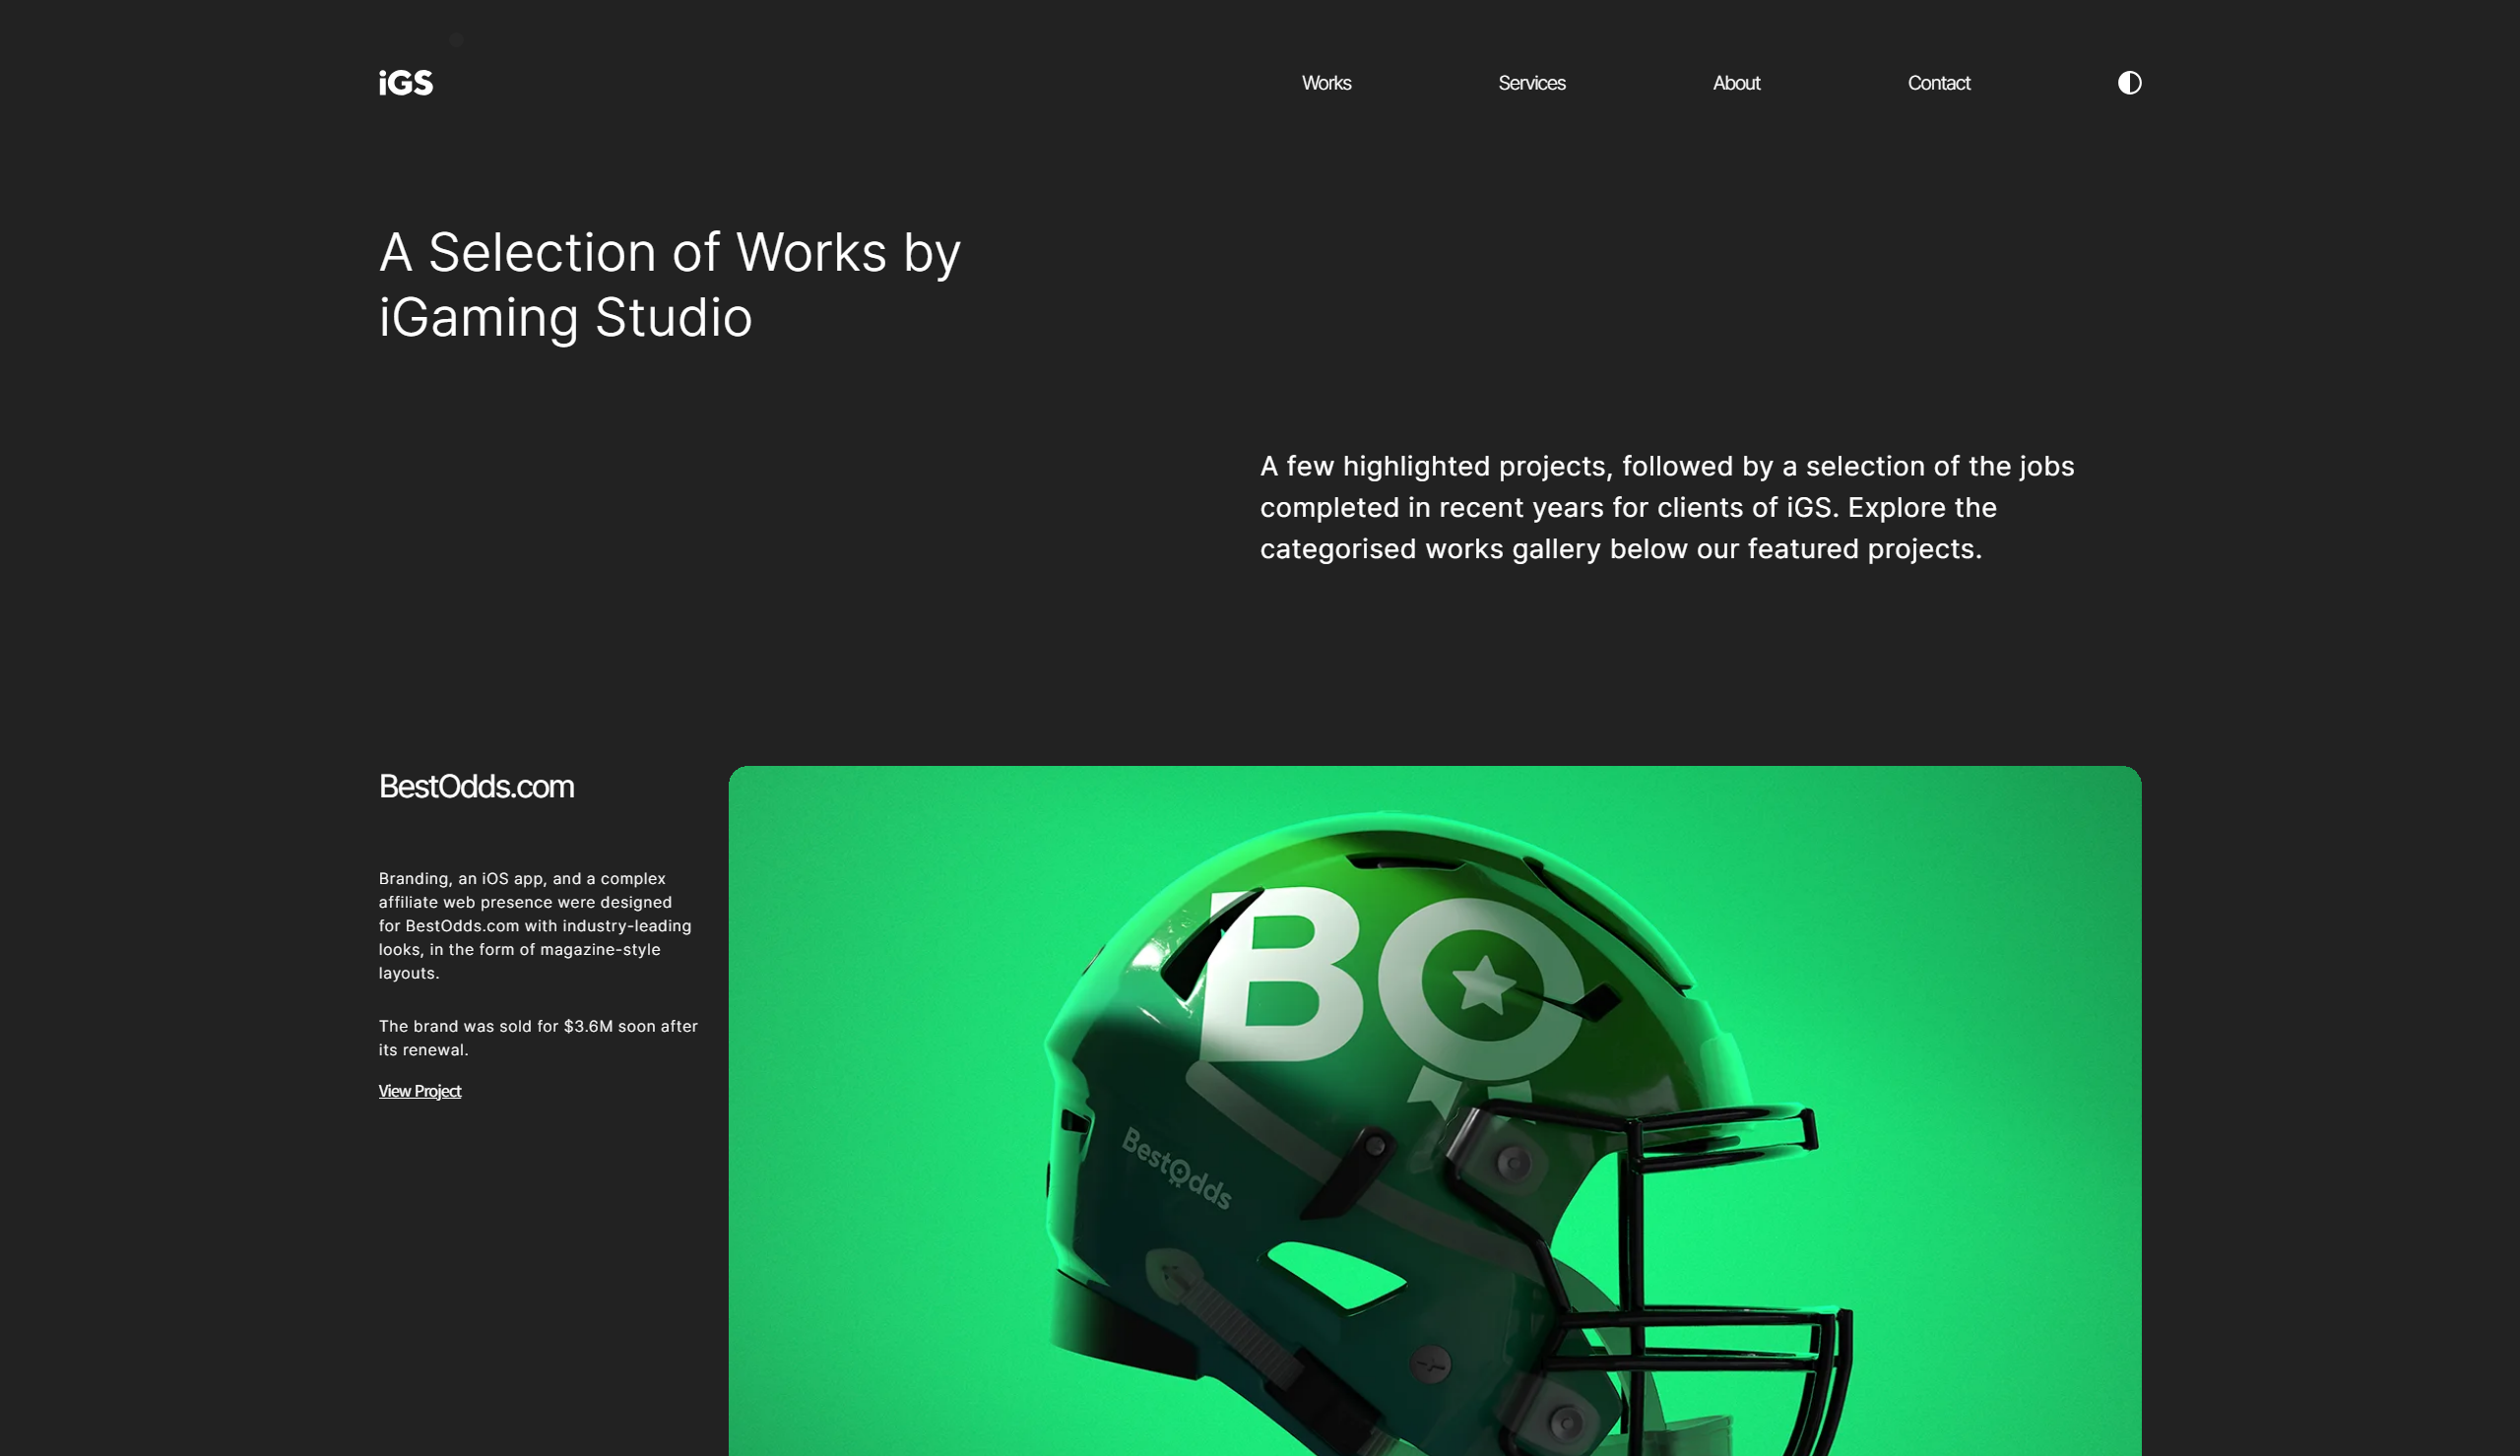 iGS
Works
Services
About
Contact
A Selection of Works by
iGaming Studio
A few highlighted projects, followed by a selection of the jobs
completed in recent years for clients of iGS. Explore the
categorised works gallery below our featured projects.
BestOdds.com
Branding, an iOS app, and a complex
affiliate web presence were designed
for BestOdds.com with industry-leading
looks, in the form of magazine-style
layouts.
The brand was sold for $3.6M soon after
its renewal.
View Project
BO
BestOdds